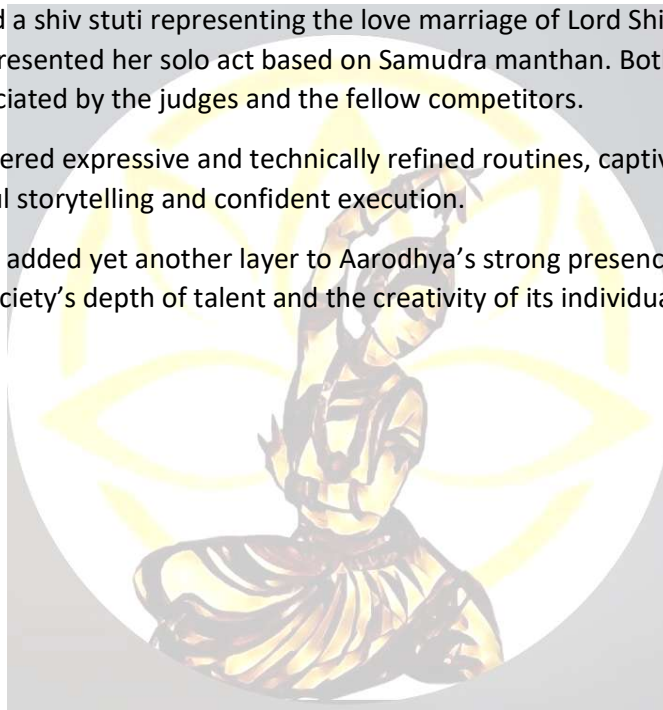 d a shiv stuti representing the love marriage of Lord Shi
resented her solo act based on Samudra manthan. Bot
ciated by the judges and the fellow competitors.
ered expressive and technically refined routines, captiv
ul storytelling and confident execution.
added yet another layer to Aarodhya’s strong presenc
ciety’s depth of talent and the creativity of its individua